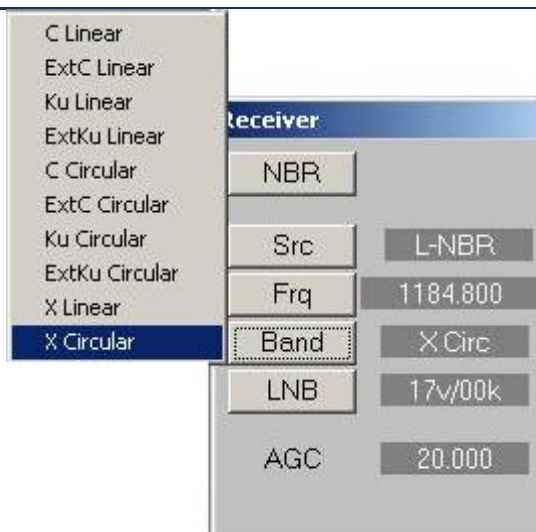 C Linear
ExtC Linear
Ku Linear
ExtKu Linear
C Circular
ExtC Circular
Ku Circular
ExtKu Circular
X Linear
X Circular
Receiver
NBR
Src L-NBR
Frq 1184.800
Band X Circ
LNB 17v/00k
AGC 20.000